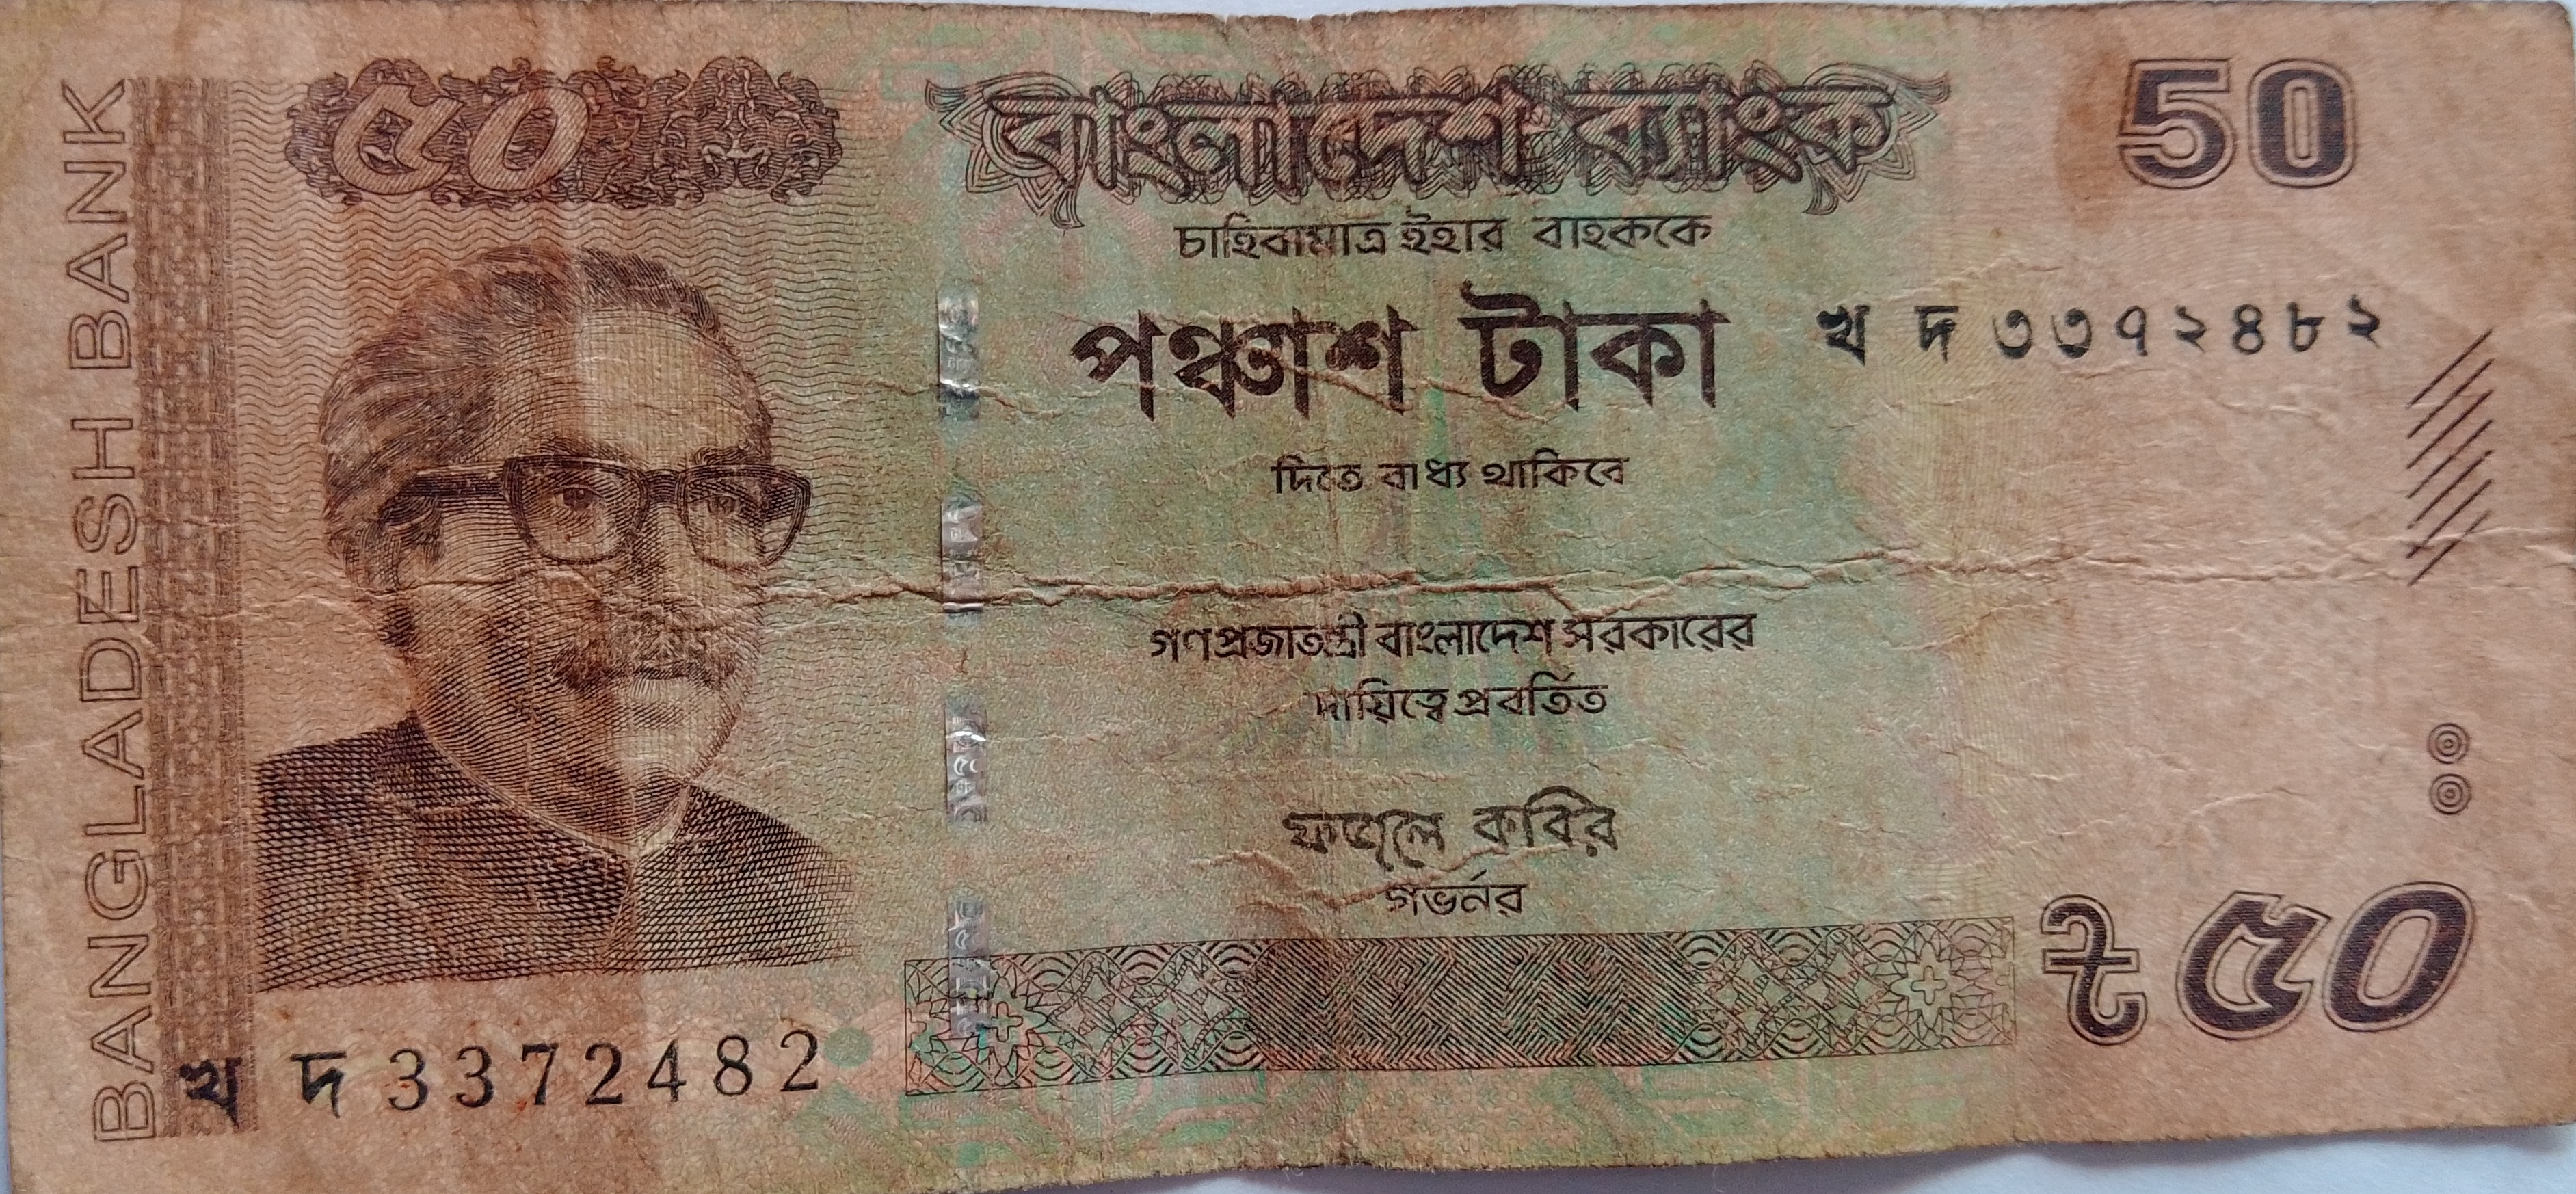 BANGLADESH BANK
৫০
বাংলাদেশ ব্যাংক
50
চাহিবামাত্র ইহার বাহককে
পঞ্চাশ টাকা
খ দ ৩৩৭২৪৮২
দিতে বাধ্য থাকিবে
গণপ্রজাতন্ত্রী বাংলাদেশ সরকারের
দায়িত্বে প্রবর্তিত
ফজলে কবির
গভর্নর
৳ ৫০
খ দ 3372482